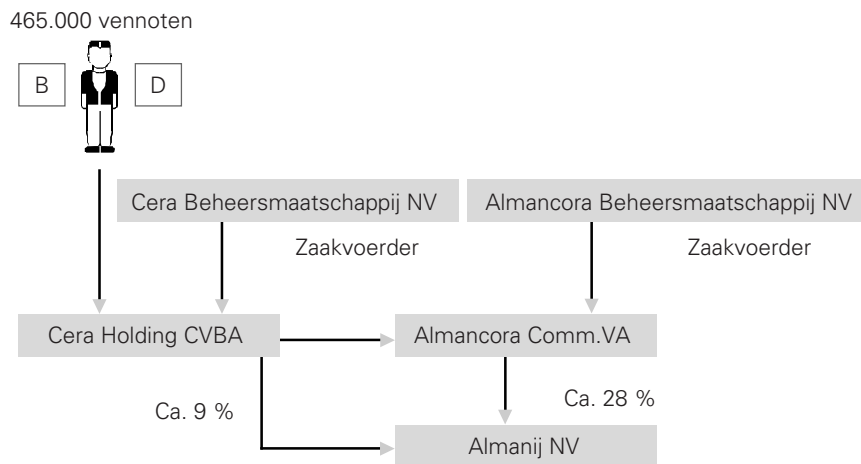 465.000 vennoten
B D
Cera Beheersmaatschappij NV Almancora Beheersmaatschappij NV
Zaakvoerder Zaakvoerder
Cera Holding CVBA Almancora Comm.VA
Ca. 9 % Ca. 28 %
Almanij NV